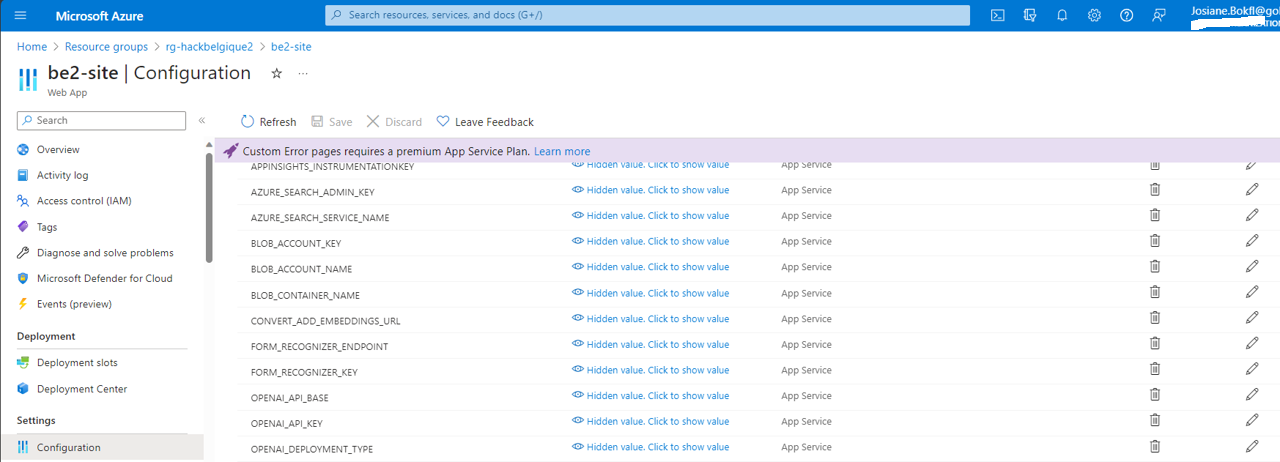 Microsoft Azure
Search resources, services, and docs (G+/)
Josiane.Bokfl@gol
Home > Resource groups > rg-hackbelgique2 > be2-site
be2-site | Configuration
Web App
Search
Refresh Save Discard Leave Feedback
Custom Error pages requires a premium App Service Plan. Learn more
Overview
Activity log
Access control (IAM)
Tags
Diagnose and solve problems
Microsoft Defender for Cloud
Events (preview)
Deployment
Deployment slots
Deployment Center
Settings
Configuration
APPINSIGHTS_INSTRUMENTATIONKEY Hidden value. Click to show value App Service
AZURE_SEARCH_ADMIN_KEY Hidden value. Click to show value App Service
AZURE_SEARCH_SERVICE_NAME Hidden value. Click to show value App Service
BLOB_ACCOUNT_KEY Hidden value. Click to show value App Service
BLOB_ACCOUNT_NAME Hidden value. Click to show value App Service
BLOB_CONTAINER_NAME Hidden value. Click to show value App Service
CONVERT_ADD_EMBEDDINGS_URL Hidden value. Click to show value App Service
FORM_RECOGNIZER_ENDPOINT Hidden value. Click to show value App Service
FORM_RECOGNIZER_KEY Hidden value. Click to show value App Service
OPENAI_API_BASE Hidden value. Click to show value App Service
OPENAI_API_KEY Hidden value. Click to show value App Service
OPENAI_DEPLOYMENT_TYPE Hidden value. Click to show value App Service